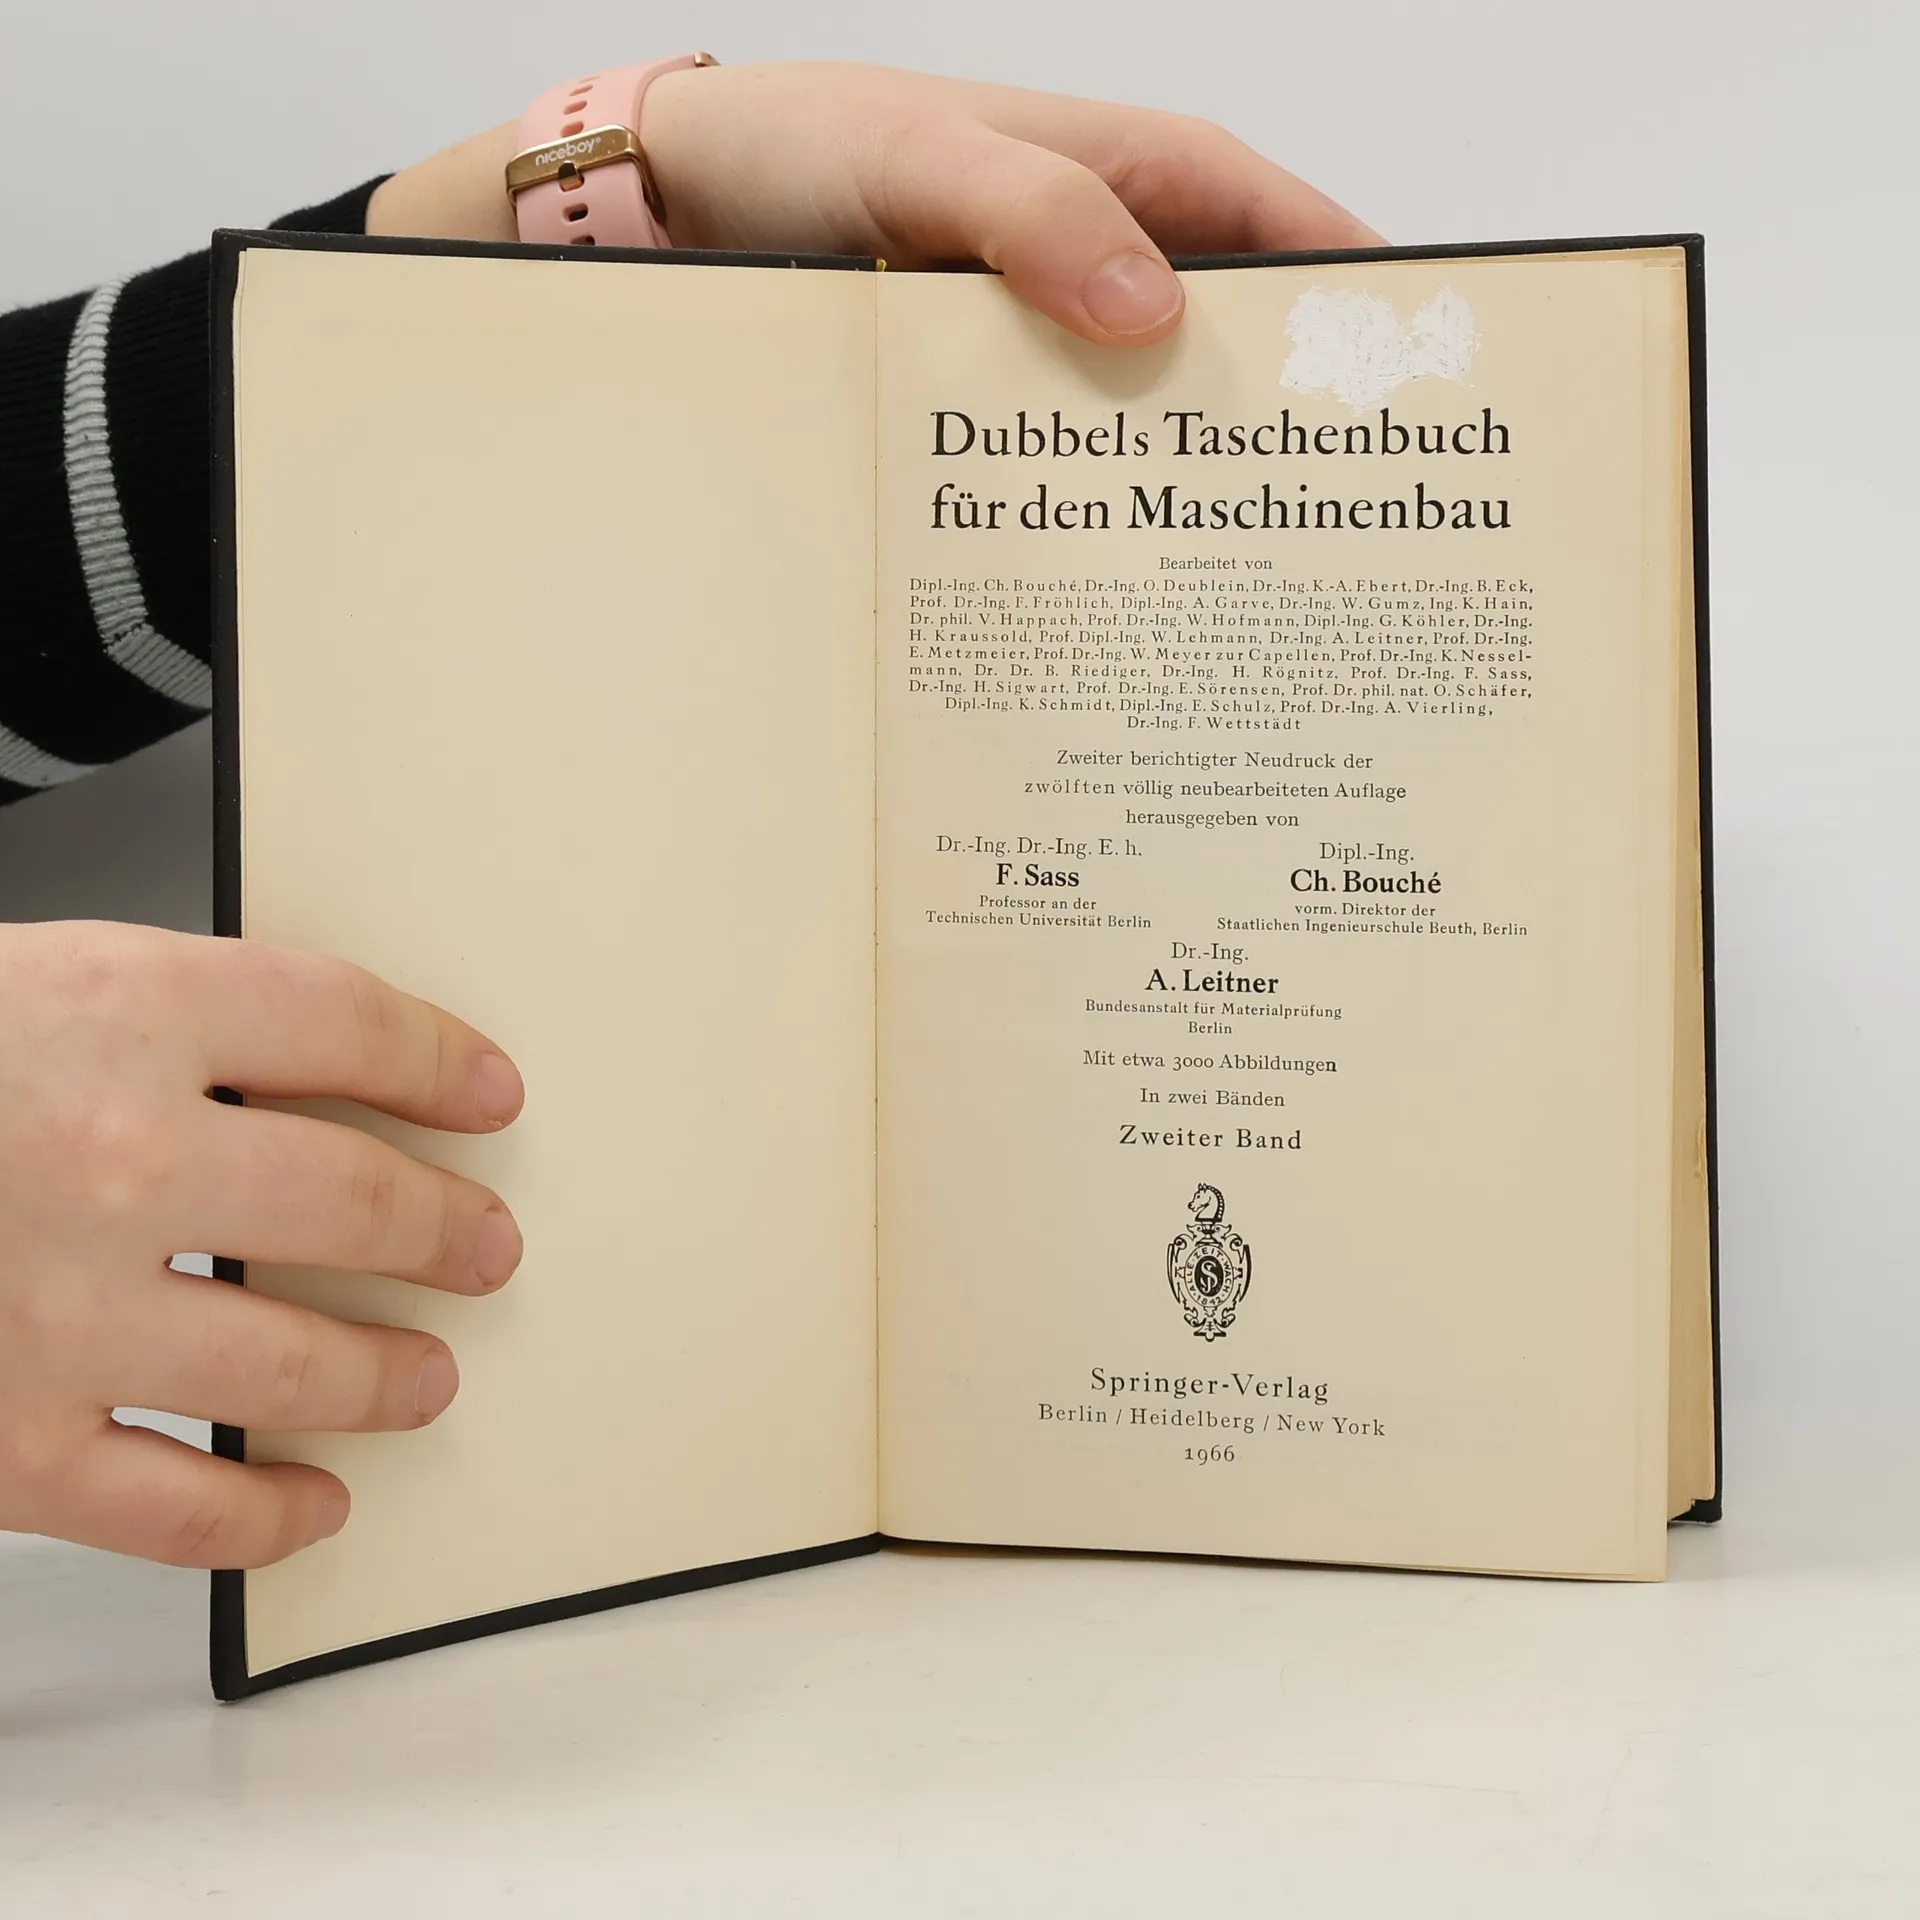 niceboy®
Dubbels Taschenbuch
für den Maschinenbau
Bearbeitet von
Dipl.-Ing. Ch. Bouché, Dr.-Ing. O. Deublein, Dr.-Ing. K.-A. Ebert, Dr.-Ing. B. Eck,
Prof. Dr.-Ing. F. Fröhlich, Dipl.-Ing. A. Garve, Dr.-Ing. W. Gumz, Ing. K. Hain,
Dr. phil. V. Happach, Prof. Dr.-Ing. W. Hofmann, Dipl.-Ing. G. Köhler, Dr.-Ing.
H. Kraussold, Prof. Dipl.-Ing. W. Lehmann, Dr.-Ing. A. Leitner, Prof. Dr.-Ing.
E. Metzmeier, Prof. Dr.-Ing. W. Meyer zur Capellen, Prof. Dr.-Ing. K. Nessel-
mann, Dr. Dr. B. Riediger, Dr.-Ing. H. Rögnitz, Prof. Dr.-Ing. F. Sass,
Dr.-Ing. H. Sigwart, Prof. Dr.-Ing. E. Sörensen, Prof. Dr. phil. nat. O. Schäfer,
Dipl.-Ing. K. Schmidt, Dipl.-Ing. E. Schulz, Prof. Dr.-Ing. A. Vierling,
Dr.-Ing. F. Wettstädt
Zweiter berichtigter Neudruck der
zwölften völlig neubearbeiteten Auflage
herausgegeben von
Dr.-Ing. Dr.-Ing. E. h.
F. Sass
Professor an der
Technischen Universität Berlin
Dipl.-Ing.
Ch. Bouché
vorm. Direktor der
Staatlichen Ingenieurschule Beuth, Berlin
Dr.-Ing.
A. Leitner
Bundesanstalt für Materialprüfung
Berlin
Mit etwa 3000 Abbildungen
In zwei Bänden
Zweiter Band
ALLE·ZEIT·WACH
·1842·
Springer-Verlag
Berlin / Heidelberg / New York
1966